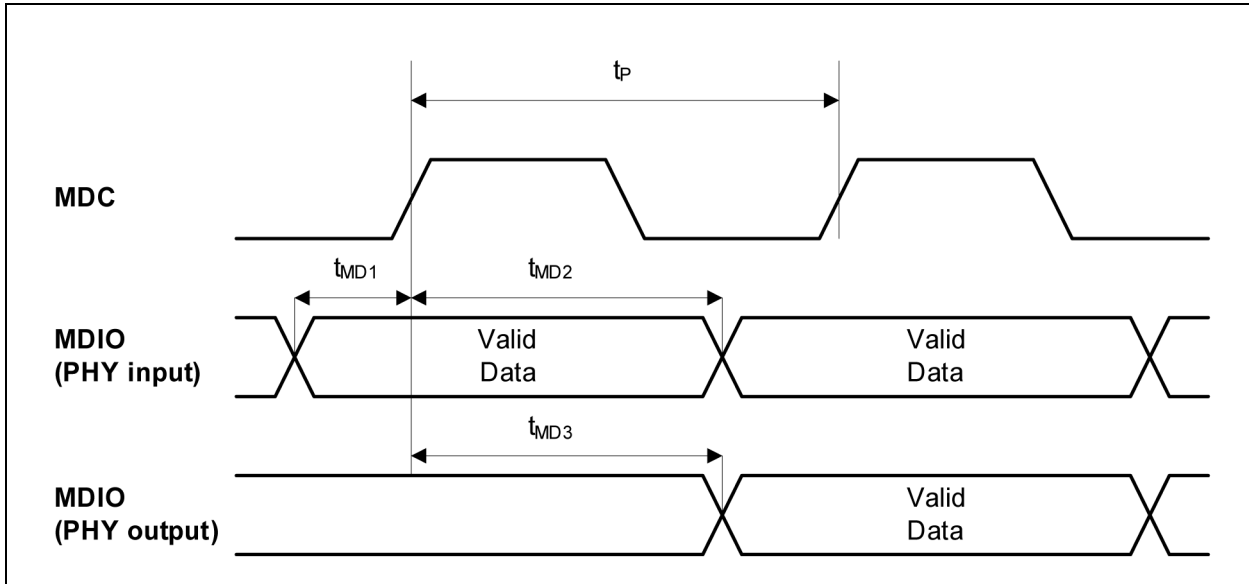 tP
MDC
tMD1
tMD2
MDIO
(PHY input)
Valid
Data
Valid
Data
tMD3
MDIO
(PHY output)
Valid
Data